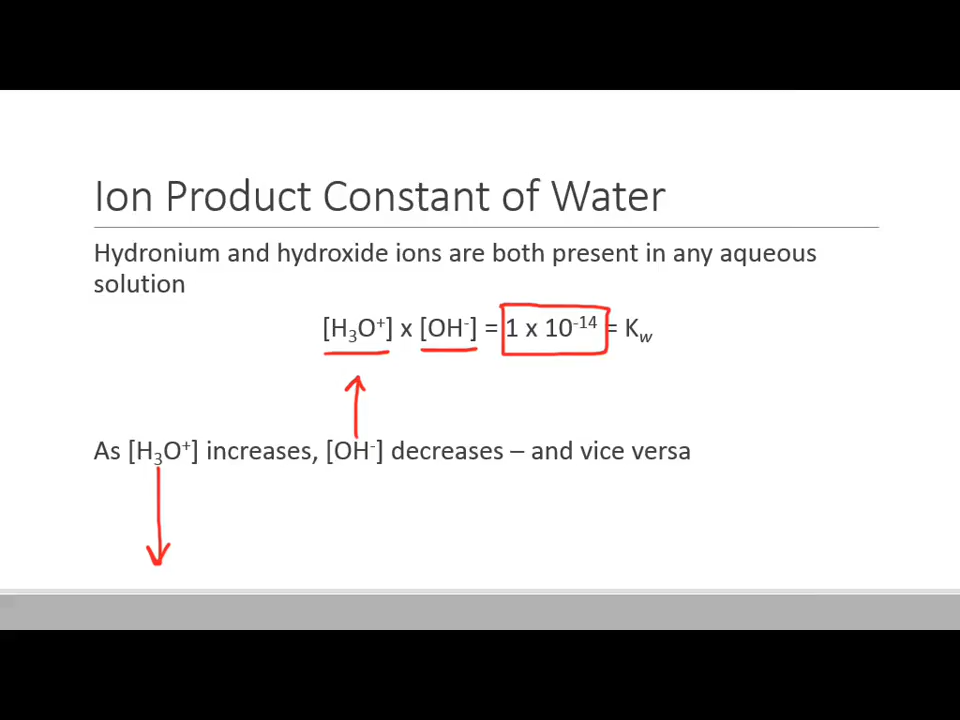 Ion Product Constant of Water
Hydronium and hydroxide ions are both present in any aqueous
solution
[H₃O⁺] x [OH⁻] = 1 x 10⁻¹⁴ = K𝑤
As [H₃O⁺] increases, [OH⁻] decreases – and vice versa